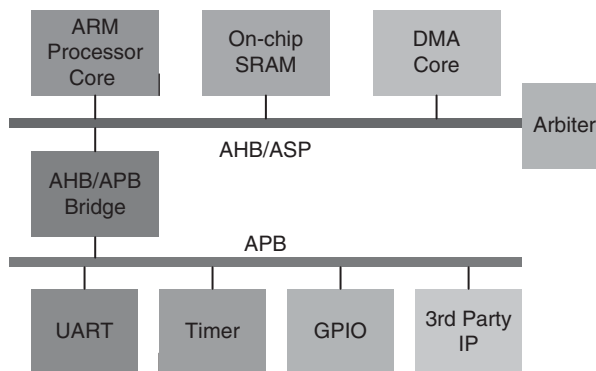 ARM
Processor
Core
On-chip
SRAM
DMA
Core
Arbiter
AHB/ASP
AHB/APB
Bridge
APB
UART
Timer
GPIO
3rd Party
IP